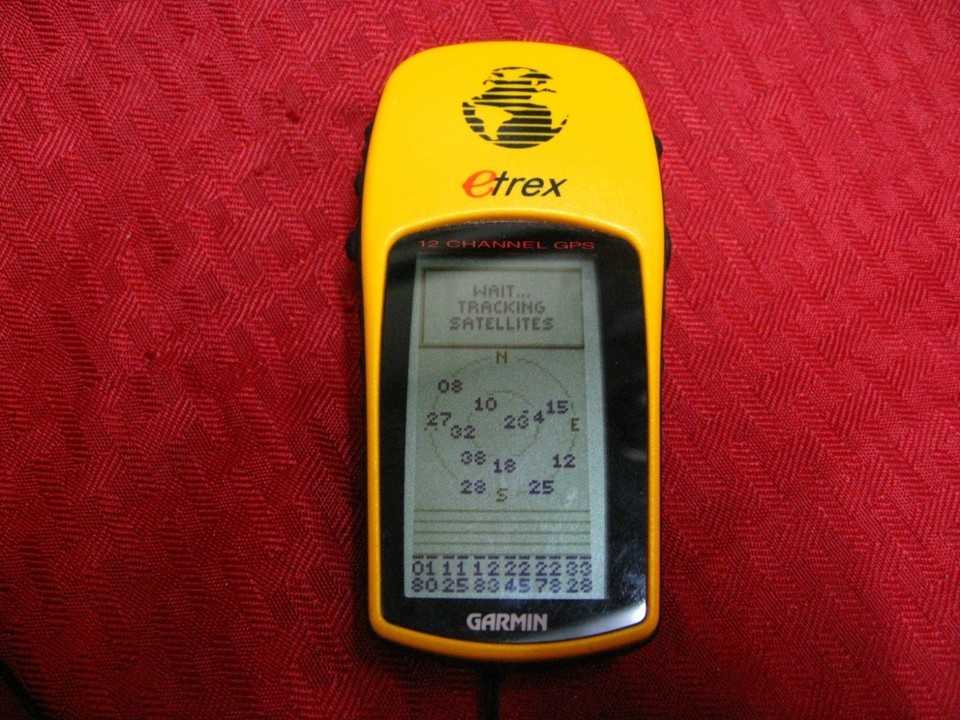 etrex
12 CHANNEL GPS
WAIT...
TRACKING
SATELLITES
N
08
10
15
27
23
4
E
32
38
18
12
28
S
25
01 11 12 22 22 33
80 25 83 45 78 28
GARMIN